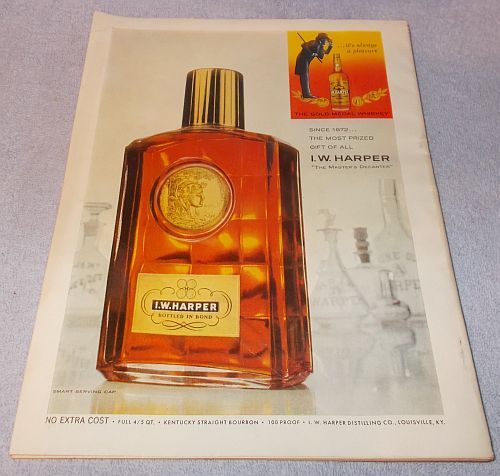 ...it's always
a pleasure
I.W. HARPER
THE GOLD MEDAL WHISKEY
SINCE 1872...
THE MOST PRIZED
GIFT OF ALL
I.W. HARPER
"THE MASTER'S DECANTER"
I.W. HARPER
BOTTLED IN BOND
SMART SERVING CAP
NO EXTRA COST • FULL 4/5 QT. • KENTUCKY STRAIGHT BOURBON • 100 PROOF • I. W. HARPER DISTILLING CO., LOUISVILLE, KY.